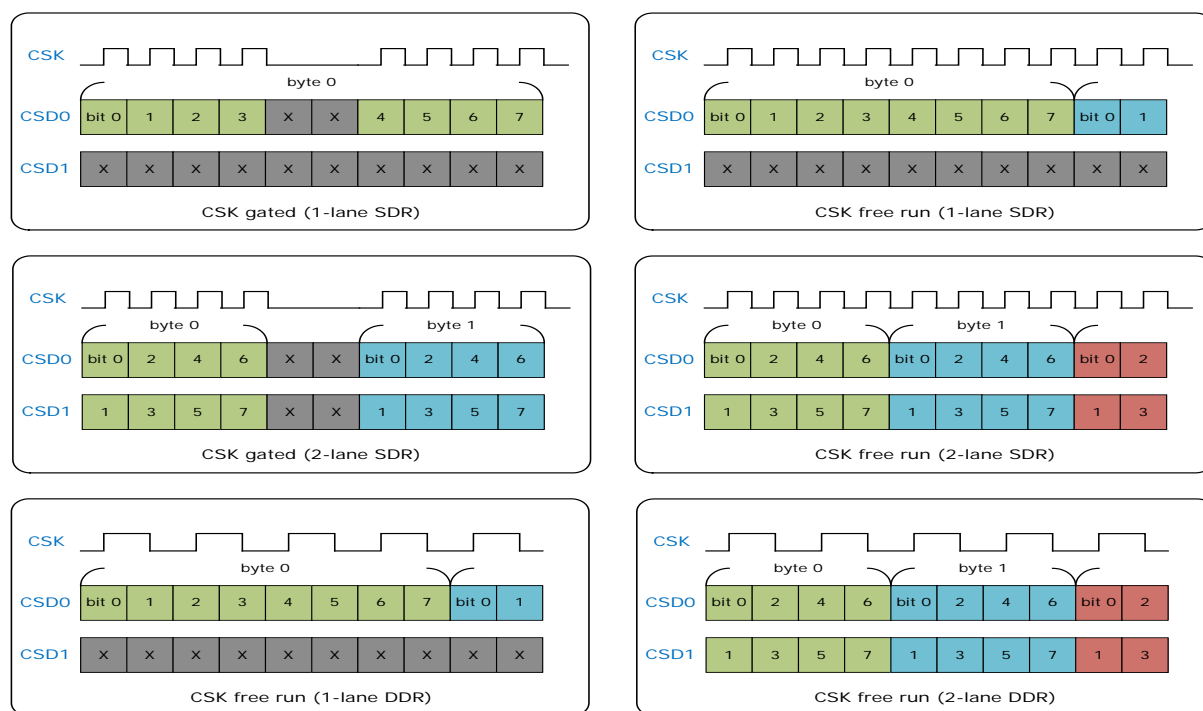 CSK
byte 0
CSD0 bit 0 1 2 3 X X 4 5 6 7
CSD1 X X X X X X X X X X
CSK gated (1-lane SDR)
CSK
byte 0
CSD0 bit 0 1 2 3 4 5 6 7 bit 0 1
CSD1 X X X X X X X X X X
CSK free run (1-lane SDR)
CSK
byte 0 byte 1
CSD0 bit 0 2 4 6 X X bit 0 2 4 6
CSD1 1 3 5 7 X X 1 3 5 7
CSK gated (2-lane SDR)
CSK
byte 0 byte 1
CSD0 bit 0 2 4 6 bit 0 2 4 6 bit 0 2
CSD1 1 3 5 7 1 3 5 7 1 3
CSK free run (2-lane SDR)
CSK
byte 0
CSD0 bit 0 1 2 3 4 5 6 7 bit 0 1
CSD1 X X X X X X X X X X
CSK free run (1-lane DDR)
CSK
byte 0 byte 1
CSD0 bit 0 2 4 6 bit 0 2 4 6 bit 0 2
CSD1 1 3 5 7 1 3 5 7 1 3
CSK free run (2-lane DDR)